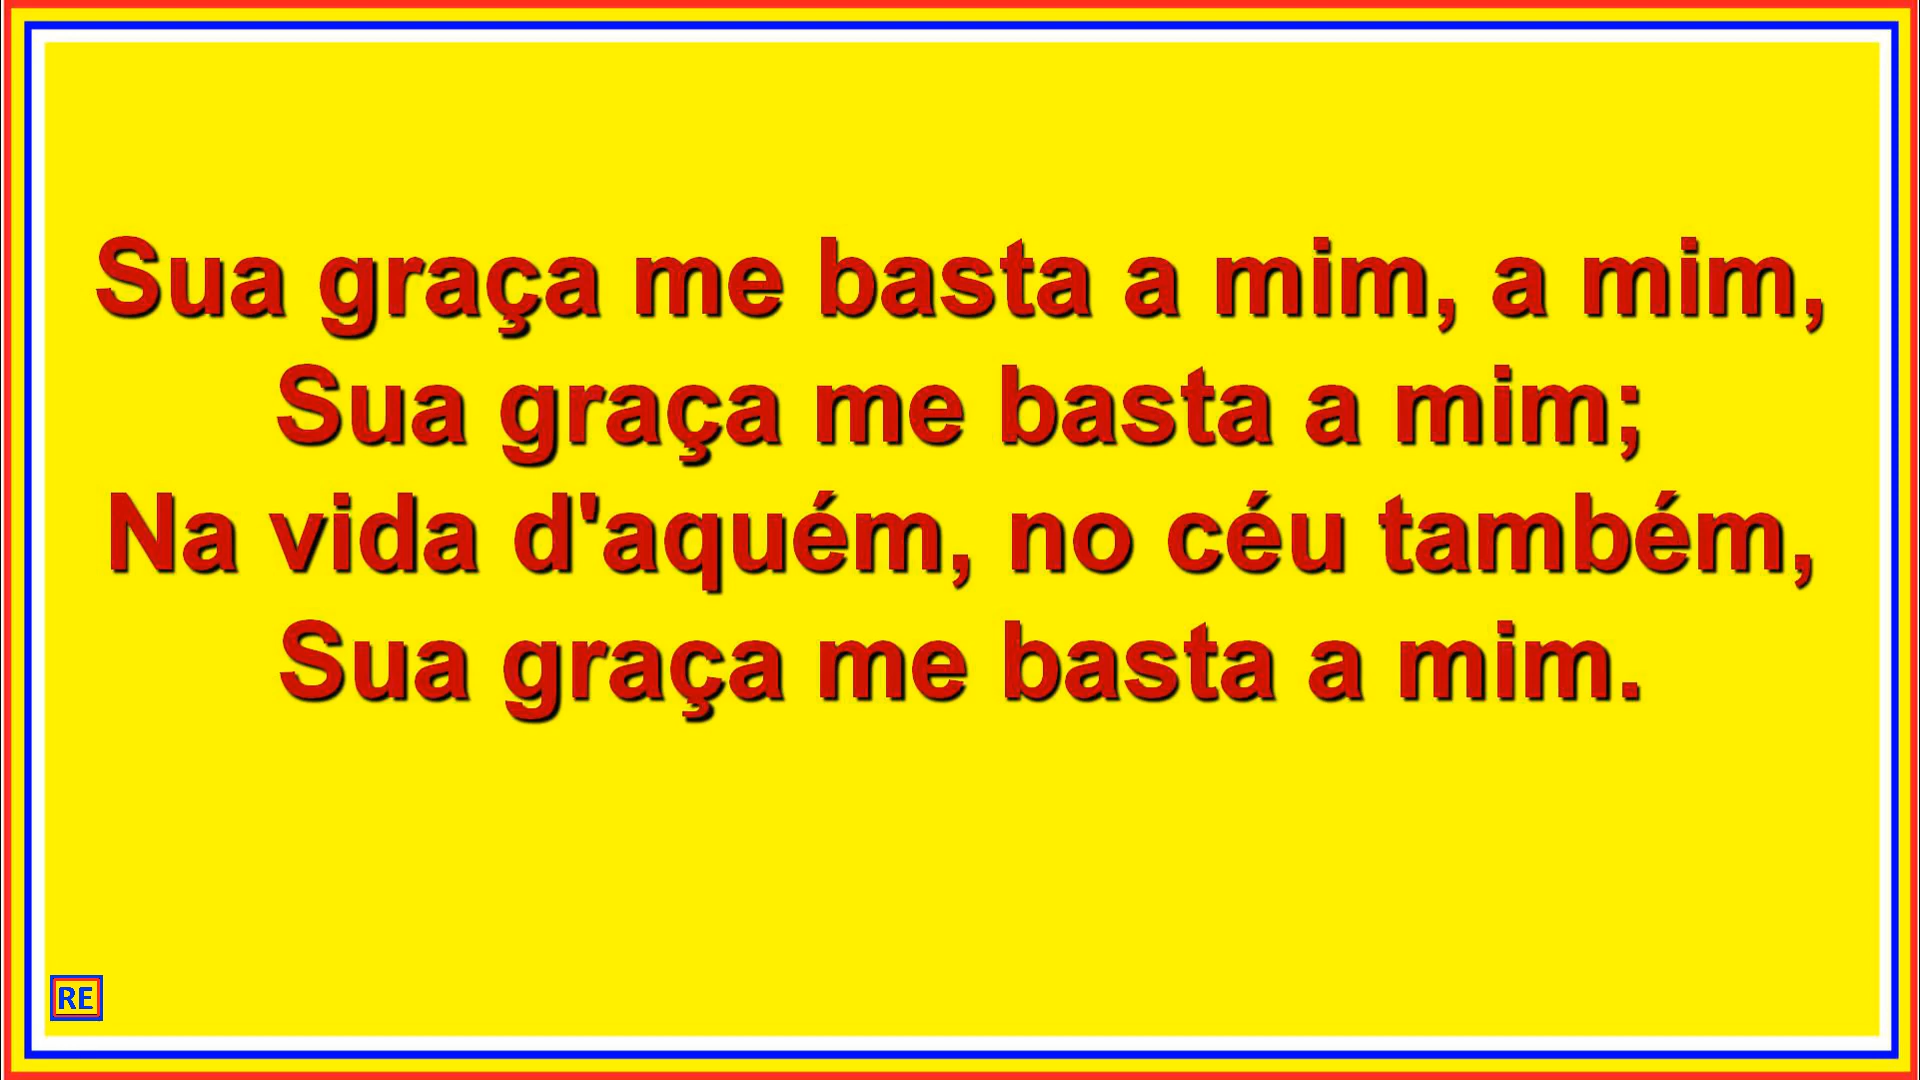 Sua graça me basta a mim, a mim,
Sua graça me basta a mim;
Na vida d'aquém, no céu também,
Sua graça me basta a mim.
RE